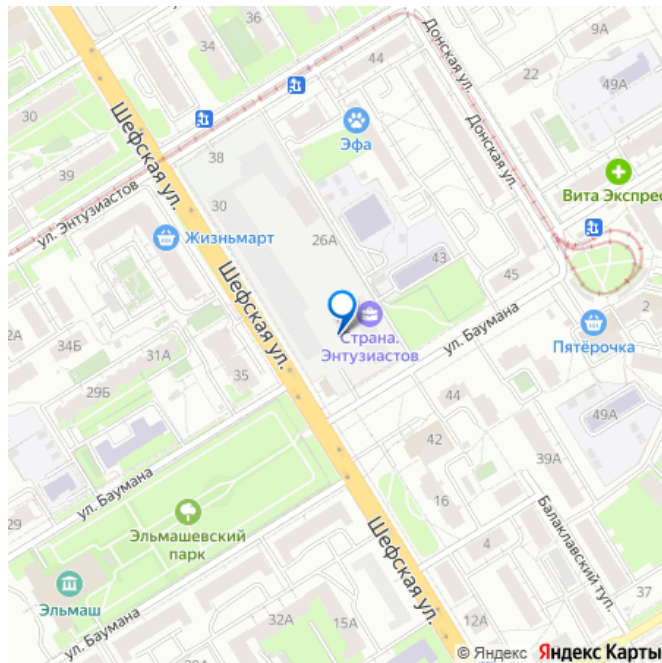 9А
Донская ул.
36
34
44
22
49А
30
Шефская ул.
Эфа
Донская ул.
38
39
Вита Экспрес
ул. Энтузиастов
30
Жизньмарт
26А
43
45
Шефская ул.
2А
34Б
31А
Страна.
Энтузиастов
ул. Баумана
2
Пятёрочка
35
29Б
44
49А
42
39А
ул. Баумана
16
29
Эльмашевский
парк
Шефская ул.
4
Балаклавский туп.
Эльмаш
37
ул. Баумана
32А
15А
12А
© Яндекс Яндекс Карты